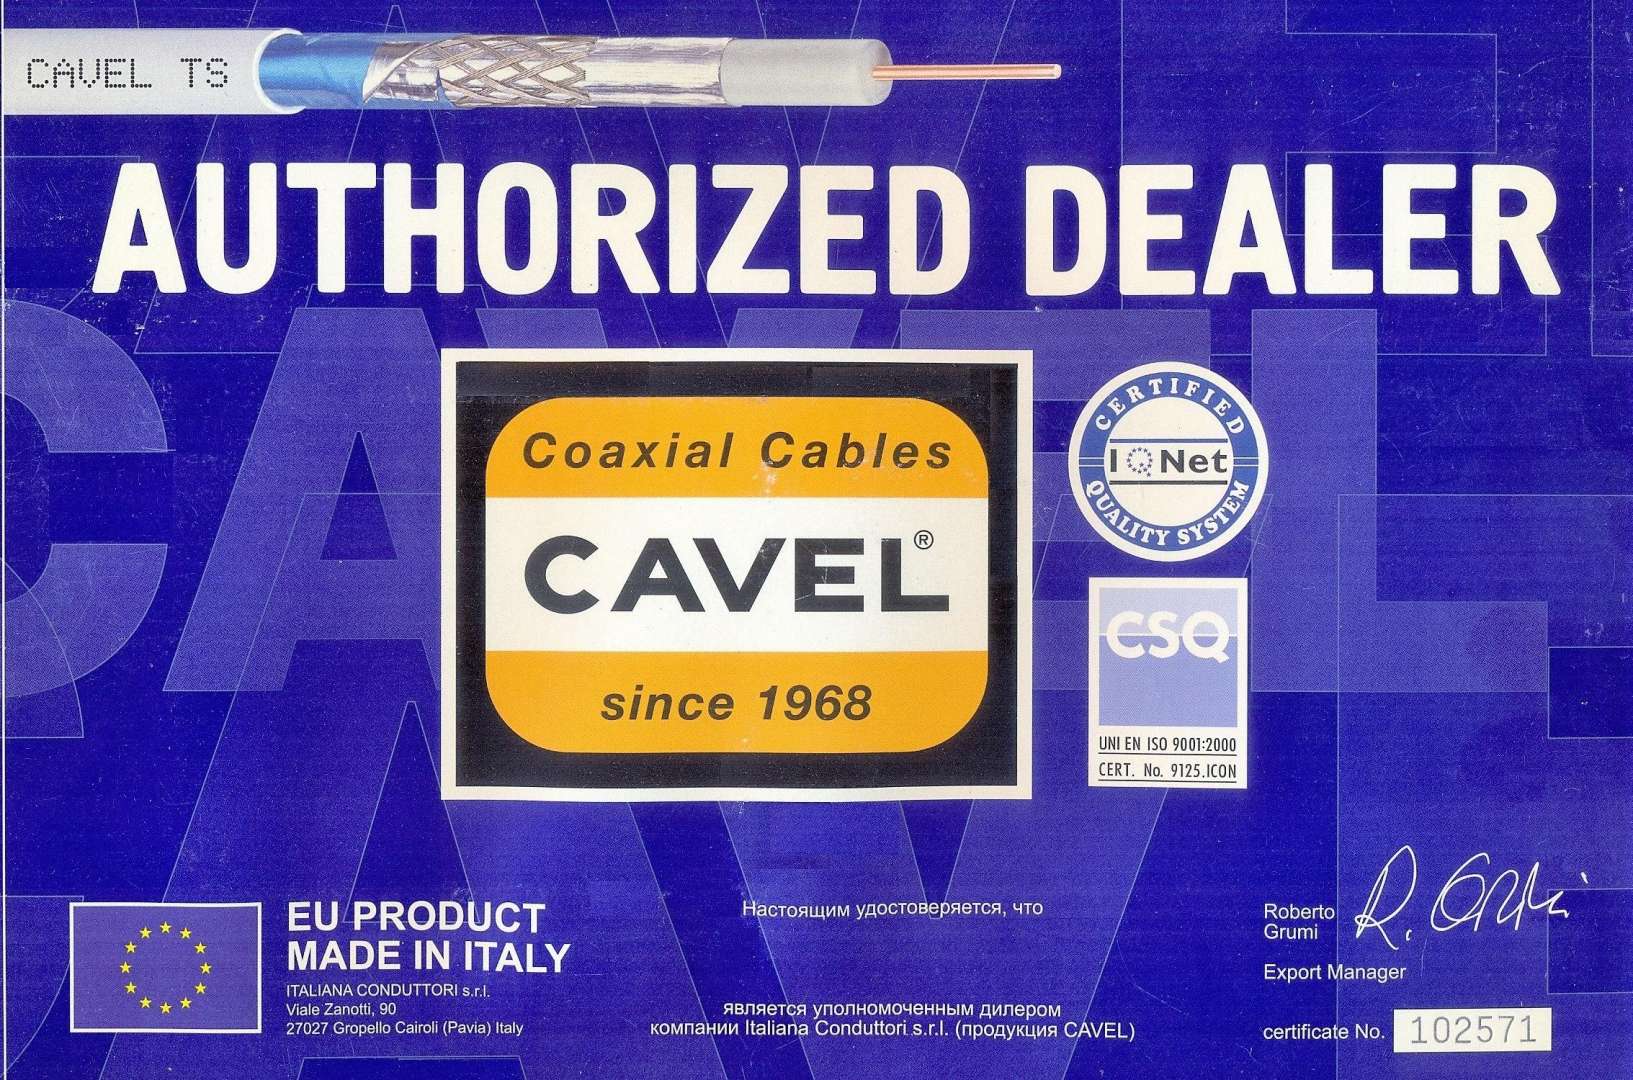 CAVEL TS
AUTHORIZED DEALER
Coaxial Cables
CAVEL®
since 1968
CERTIFIED
IQNet
QUALITY SYSTEM
CSQ
UNI EN ISO 9001:2000
CERT. No. 9125.ICON
EU PRODUCT
MADE IN ITALY
ITALIANA CONDUTTORI s.r.l.
Viale Zanotti, 90
27027 Gropello Cairoli (Pavia) Italy
Настоящим удостоверяется, что
является уполномоченным дилером
компании Italiana Conduttori s.r.l. (продукция CAVEL)
Roberto
Grumi
Export Manager
certificate No. 102571
CAVEL